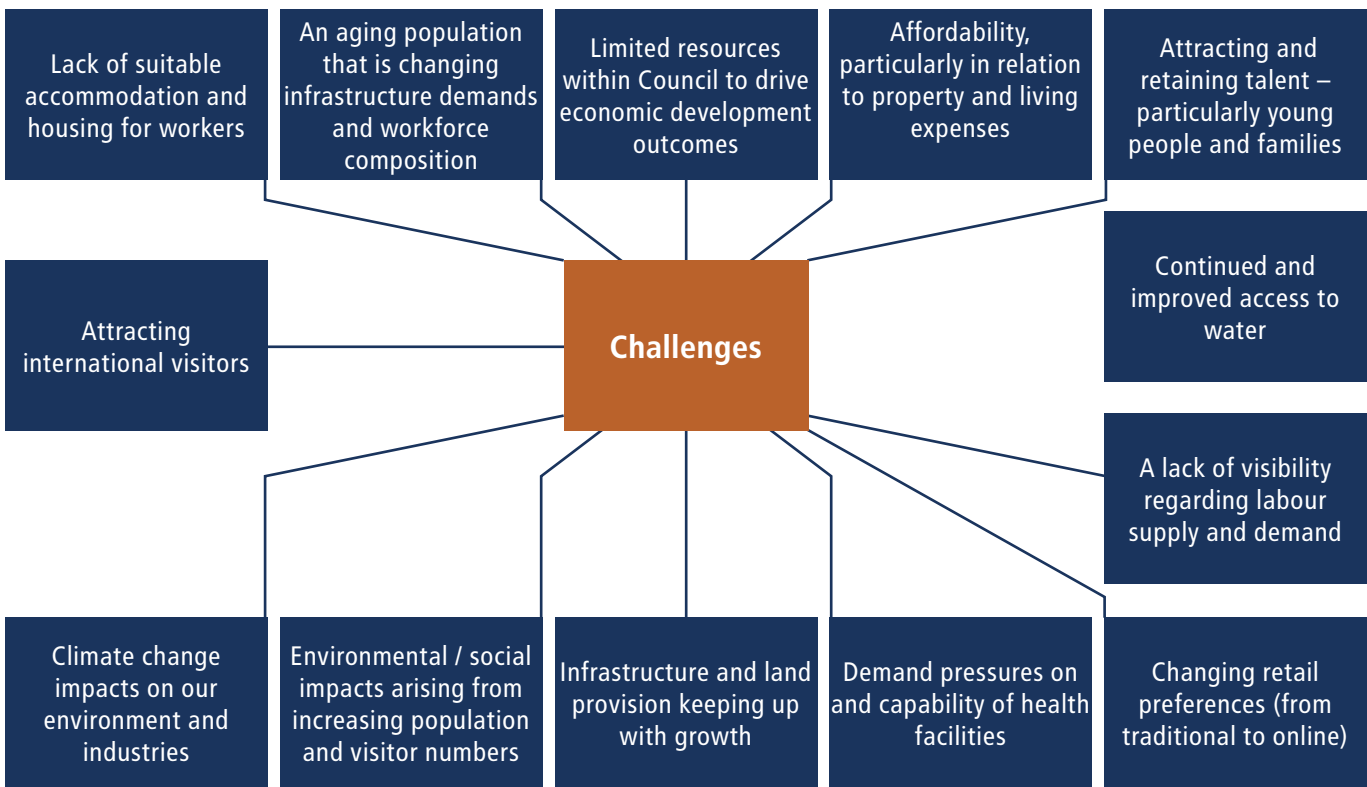 Lack of suitable
accommodation and
housing for workers
An aging population
that is changing
infrastructure demands
and workforce
composition
Limited resources
within Council to drive
economic development
outcomes
Affordability,
particularly in relation
to property and living
expenses
Attracting and
retaining talent –
particularly young
people and families
Attracting
international visitors
Challenges
Continued and
improved access to
water
A lack of visibility
regarding labour
supply and demand
Climate change
impacts on our
environment and
industries
Environmental / social
impacts arising from
increasing population
and visitor numbers
Infrastructure and land
provision keeping up
with growth
Demand pressures on
and capability of health
facilities
Changing retail
preferences (from
traditional to online)